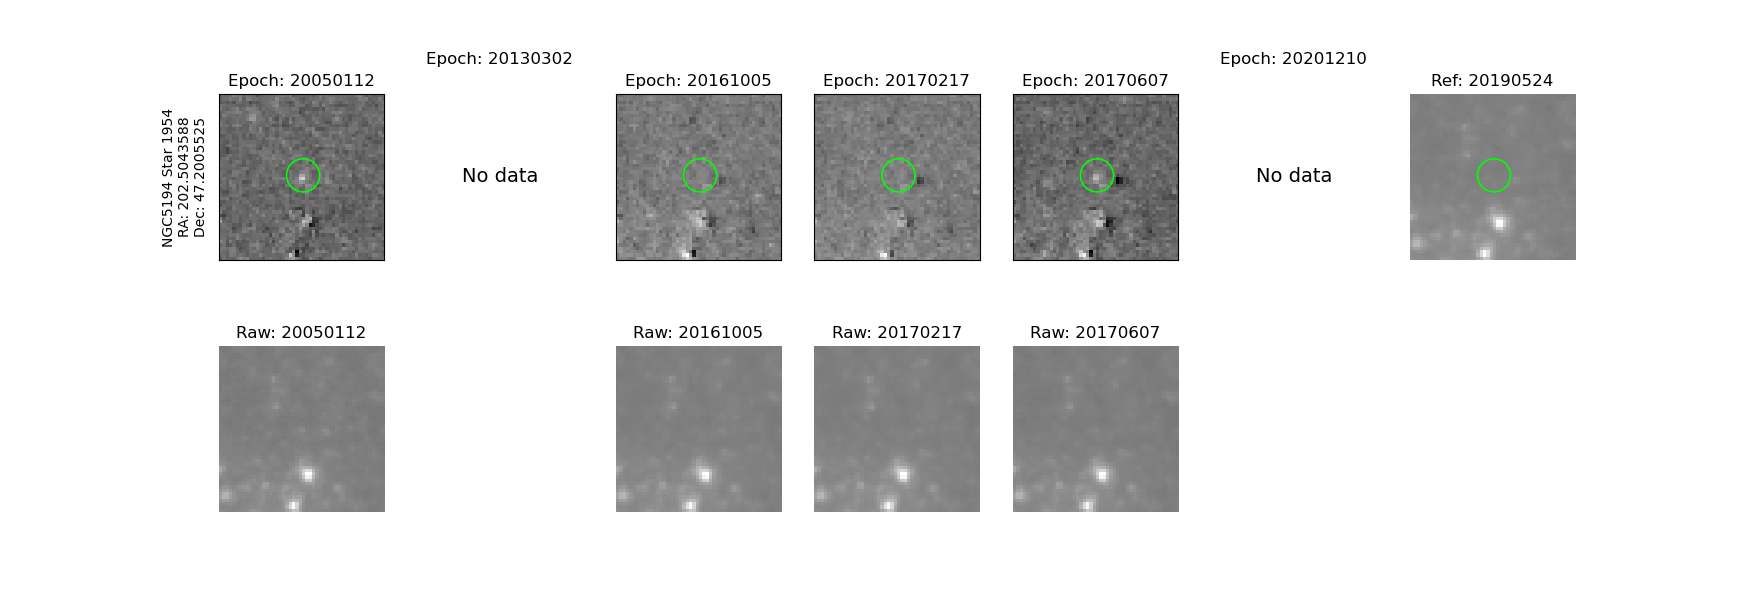 Epoch: 20130302
Epoch: 20201210
Epoch: 20050112
Epoch: 20161005
Epoch: 20170217
Epoch: 20170607
Ref: 20190524
NGC5194 Star 1954
RA: 202.5043588
Dec: 47.2005525
No data
No data
Raw: 20050112
Raw: 20161005
Raw: 20170217
Raw: 20170607